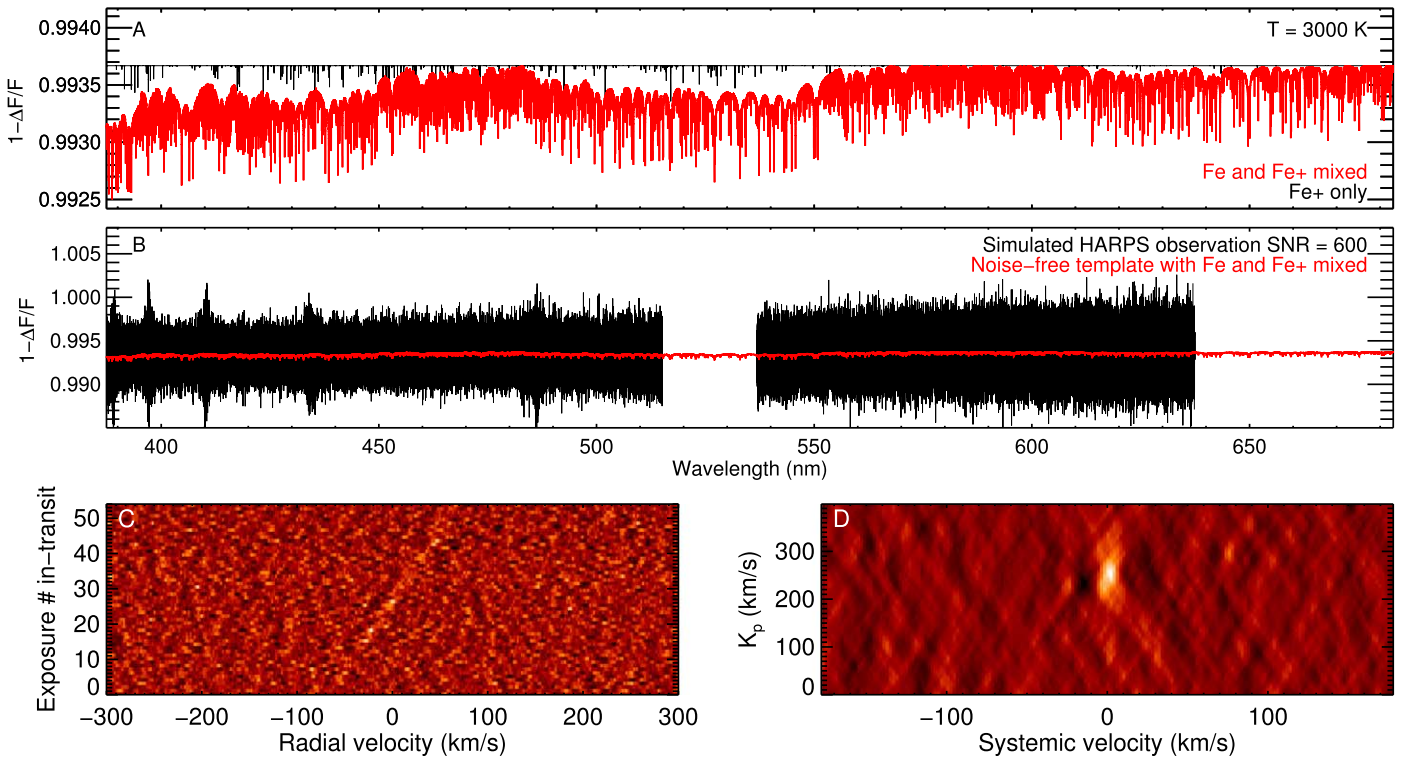 A
T = 3000 K
0.9940
0.9935
0.9930
0.9925
1−ΔF/F
Fe and Fe+ mixed
Fe+ only
B
Simulated HARPS observation SNR = 600
Noise−free template with Fe and Fe+ mixed
1.005
1.000
0.995
0.990
1−ΔF/F
400 450 500 550 600 650
Wavelength (nm)
C
50
40
30
20
10
0
Exposure # in−transit
−300 −200 −100 0 100 200 300
Radial velocity (km/s)
D
300
200
100
0
Kp (km/s)
−100 0 100
Systemic velocity (km/s)